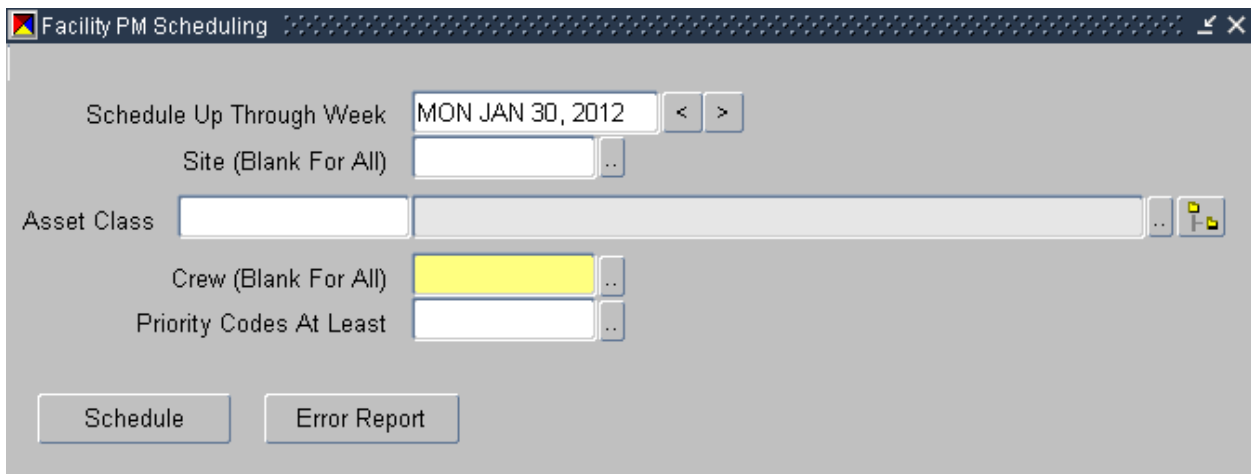 Facility PM Scheduling
Schedule Up Through Week MON JAN 30, 2012 < >
Site (Blank For All) ..
Asset Class ..
Crew (Blank For All) ..
Priority Codes At Least ..
Schedule Error Report